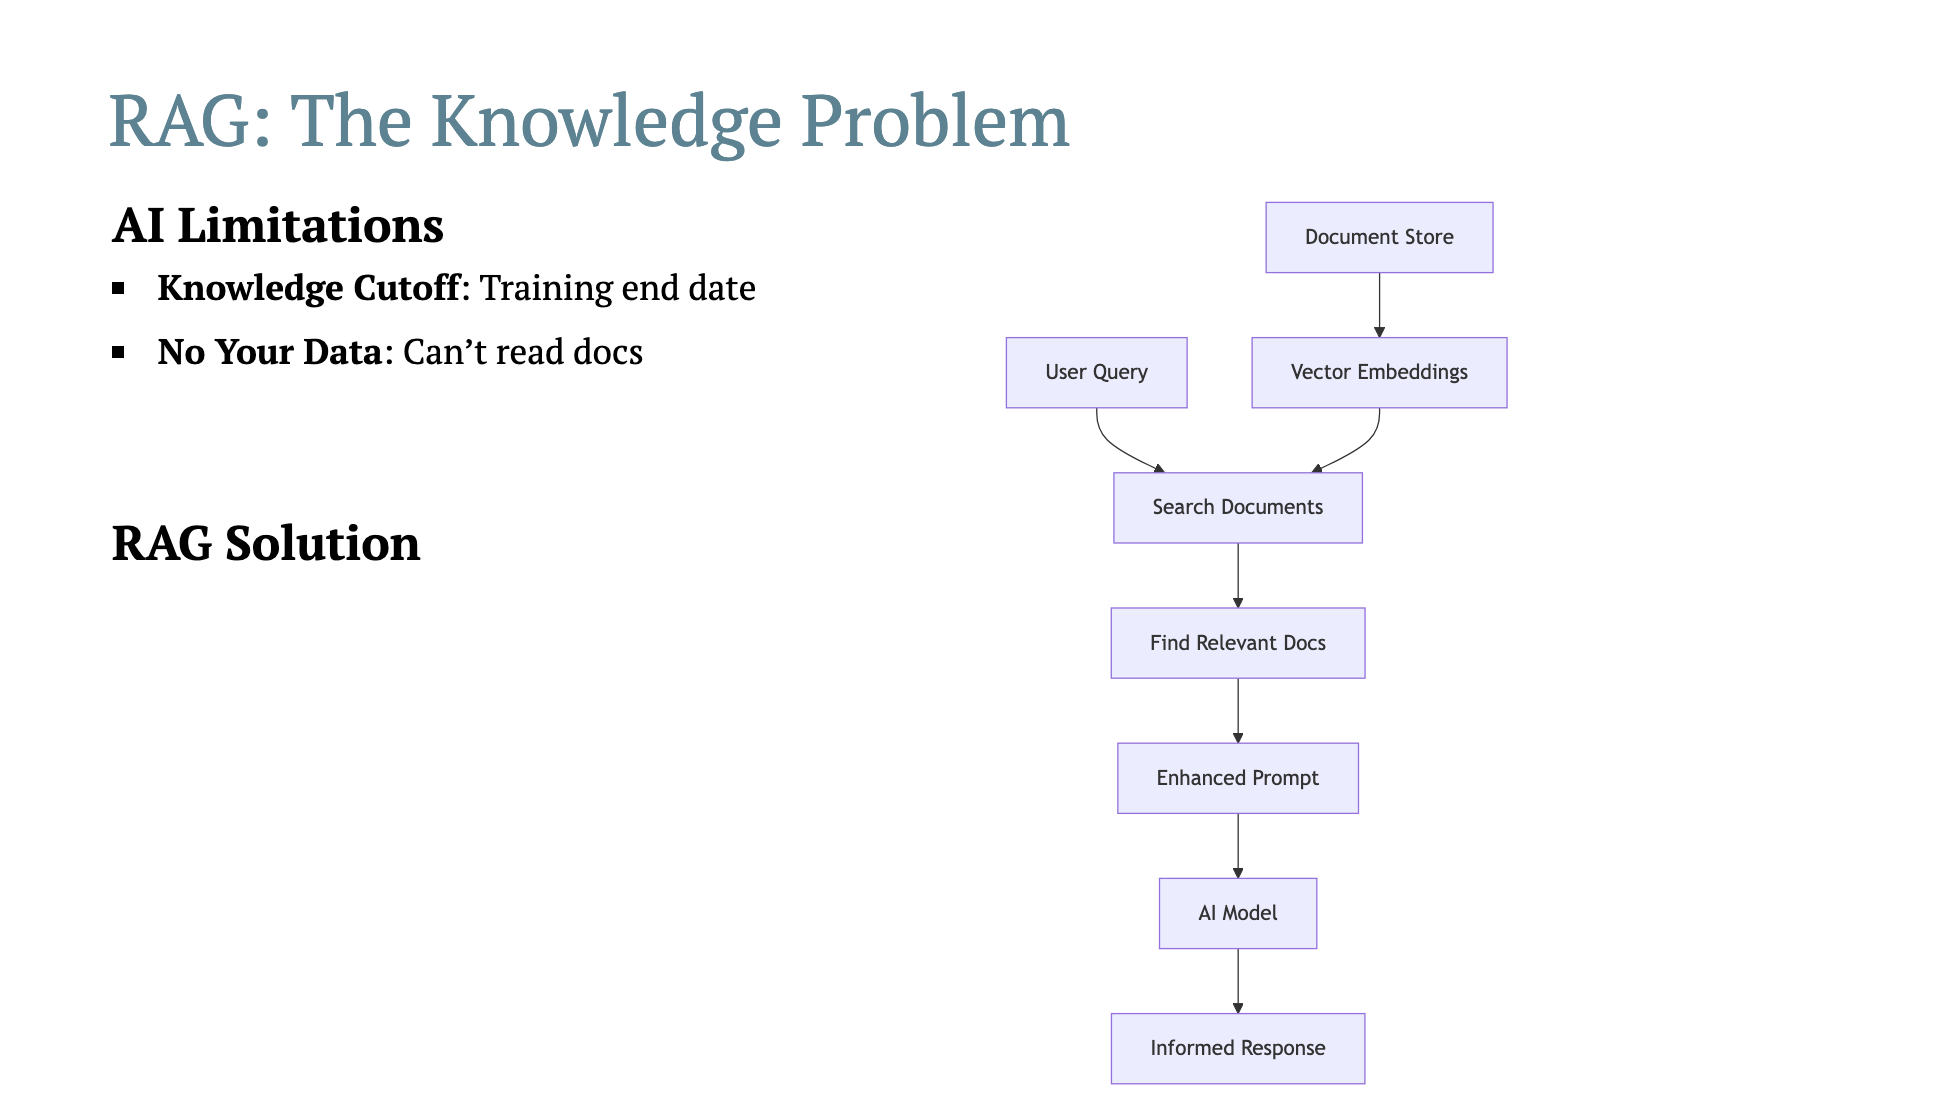 RAG: The Knowledge Problem
AI Limitations
Knowledge Cutoff: Training end date
No Your Data: Can’t read docs
RAG Solution
Document Store
User Query
Vector Embeddings
Search Documents
Find Relevant Docs
Enhanced Prompt
AI Model
Informed Response